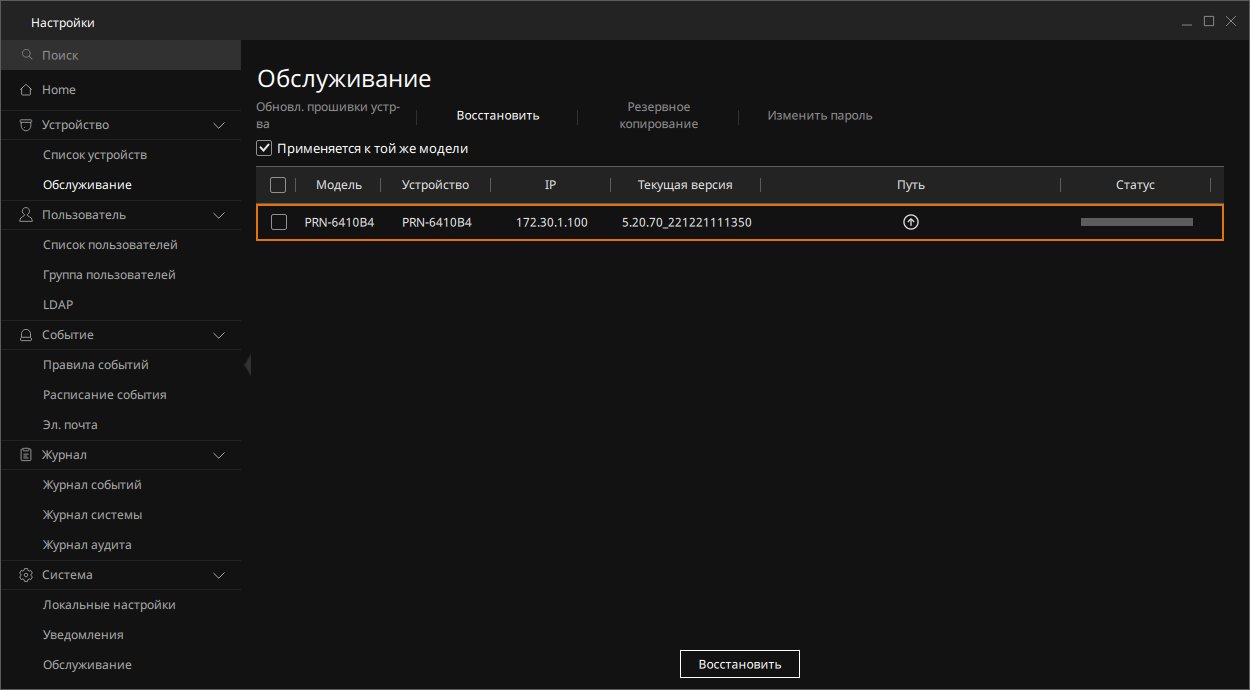 Настройки
Поиск
Home
Устройство
Список устройств
Обслуживание
Пользователь
Список пользователей
Группа пользователей
LDAP
Событие
Правила событий
Расписание события
Эл. почта
Журнал
Журнал событий
Журнал системы
Журнал аудита
Система
Локальные настройки
Уведомления
Обслуживание
Обслуживание
Обновл. прошивки устр-
ва
Восстановить
Резервное
копирование
Изменить пароль
Применяется к той же модели
Модель Устройство IP Текущая версия Путь Статус
PRN-6410B4 PRN-6410B4 172.30.1.100 5.20.70_221221111350
Восстановить